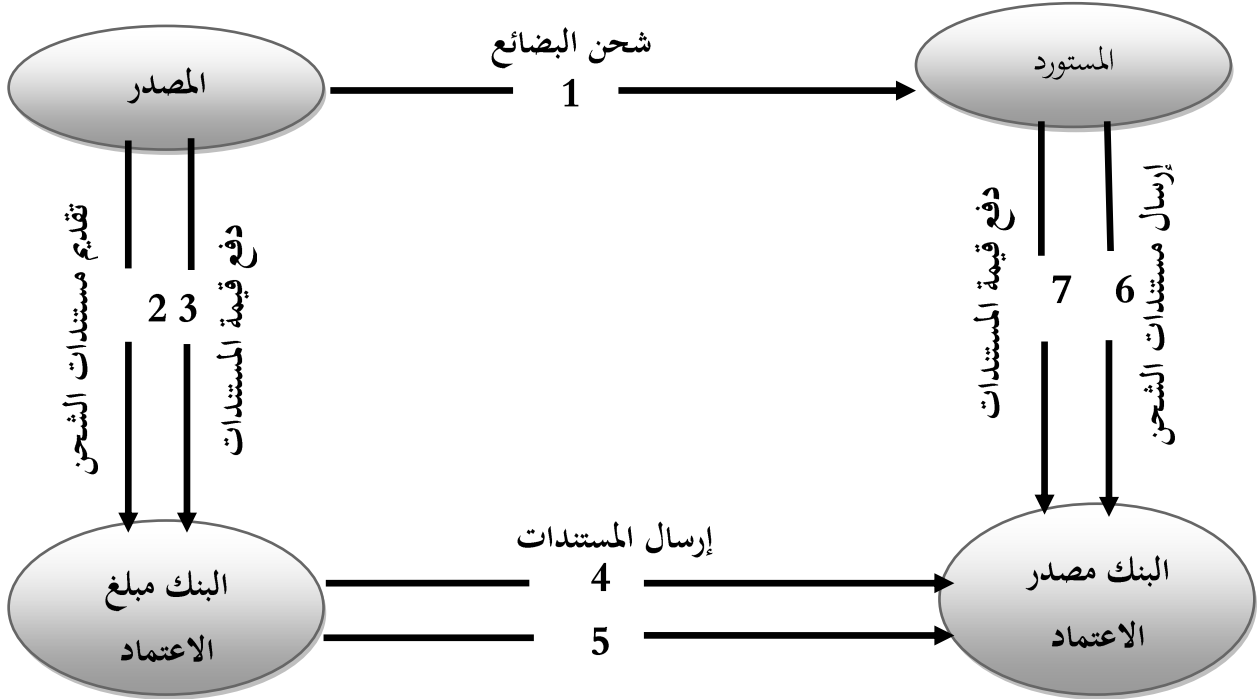 شحن البضائع
1
المستورد
المصدر
إرسال مستندات الشحن
6
7
دفع قيمة المستندات
دفع قيمة المستندات
2 3
تقديم مستندات الشحن
إرسال المستندات
4
5
البنك مصدر
الاعتماد
البنك مبلغ
الاعتماد